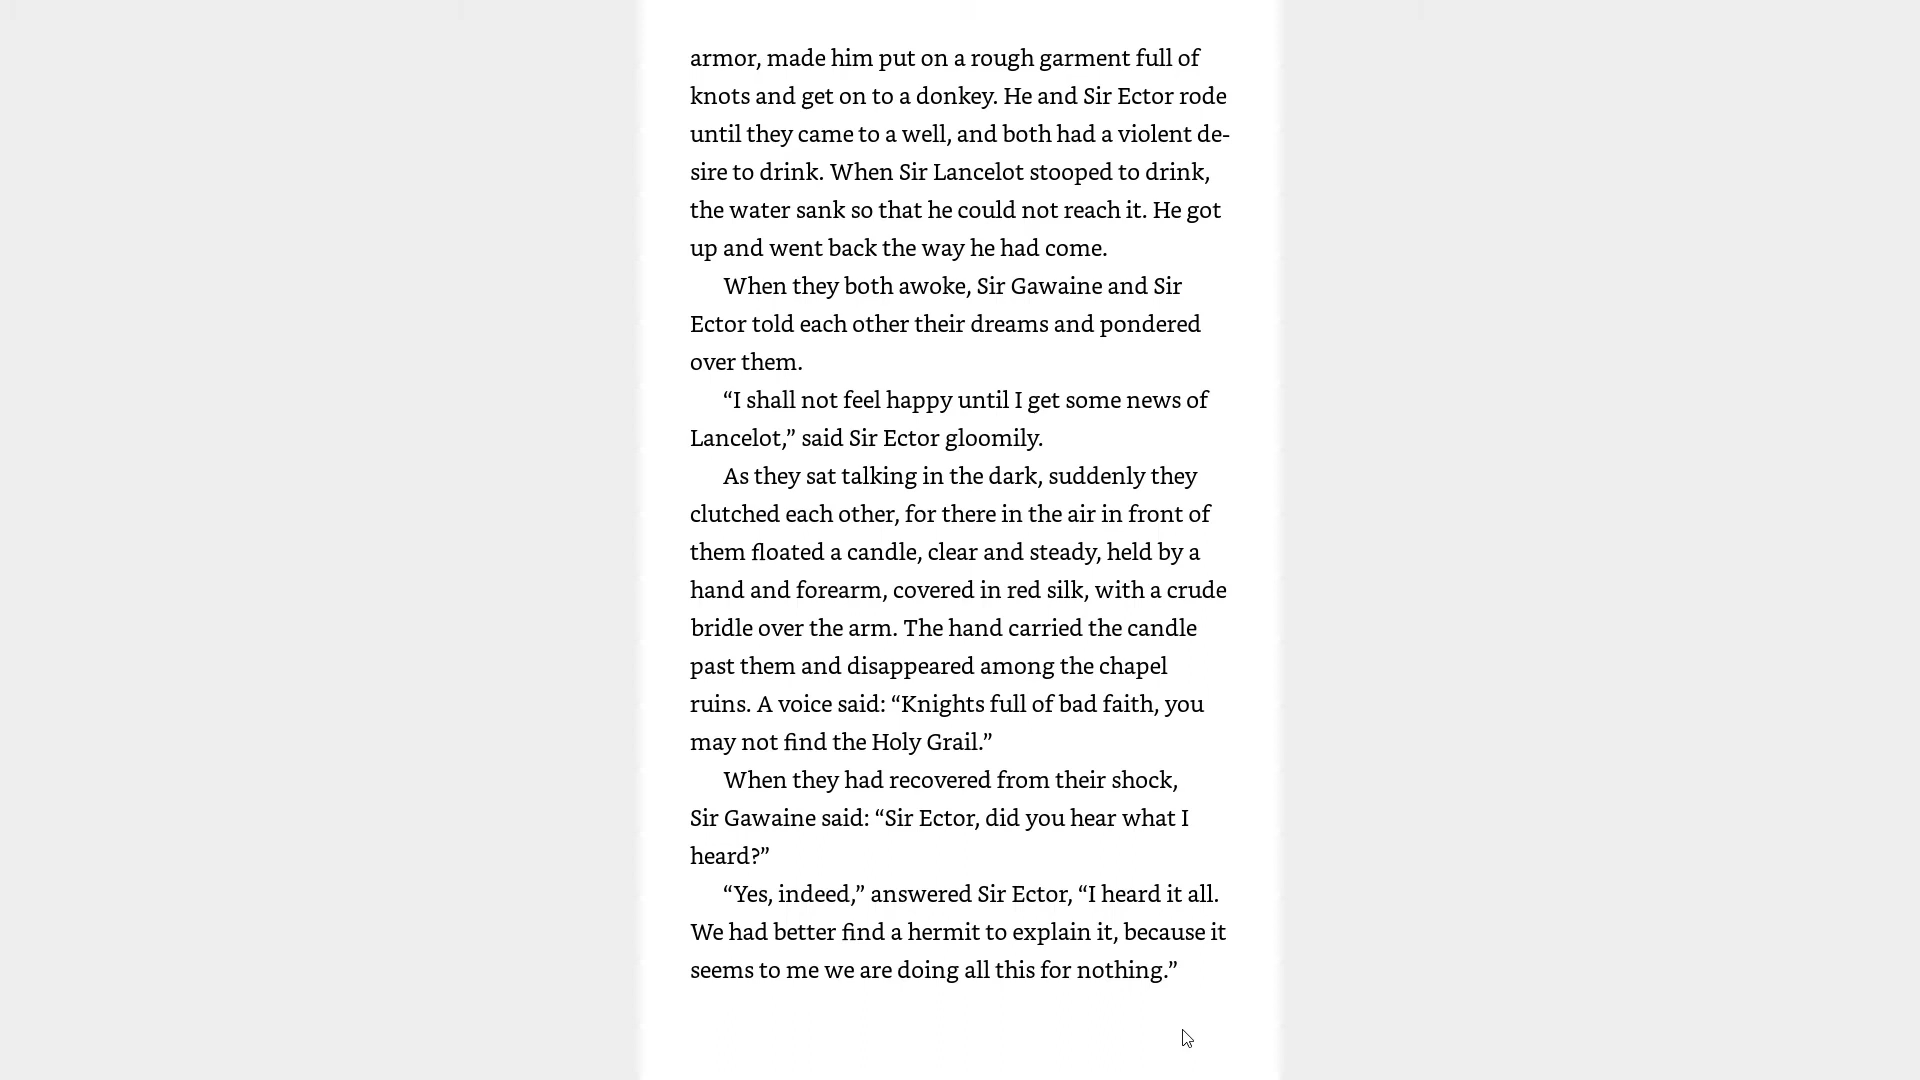 armor, made him put on a rough garment full of
knots and get on to a donkey. He and Sir Ector rode
until they came to a well, and both had a violent de-
sire to drink. When Sir Lancelot stooped to drink,
the water sank so that he could not reach it. He got
up and went back the way he had come.
When they both awoke, Sir Gawaine and Sir
Ector told each other their dreams and pondered
over them.
“I shall not feel happy until I get some news of
Lancelot,” said Sir Ector gloomily.
As they sat talking in the dark, suddenly they
clutched each other, for there in the air in front of
them floated a candle, clear and steady, held by a
hand and forearm, covered in red silk, with a crude
bridle over the arm. The hand carried the candle
past them and disappeared among the chapel
ruins. A voice said: “Knights full of bad faith, you
may not find the Holy Grail.”
When they had recovered from their shock,
Sir Gawaine said: “Sir Ector, did you hear what I
heard?”
“Yes, indeed,” answered Sir Ector, “I heard it all.
We had better find a hermit to explain it, because it
seems to me we are doing all this for nothing.”